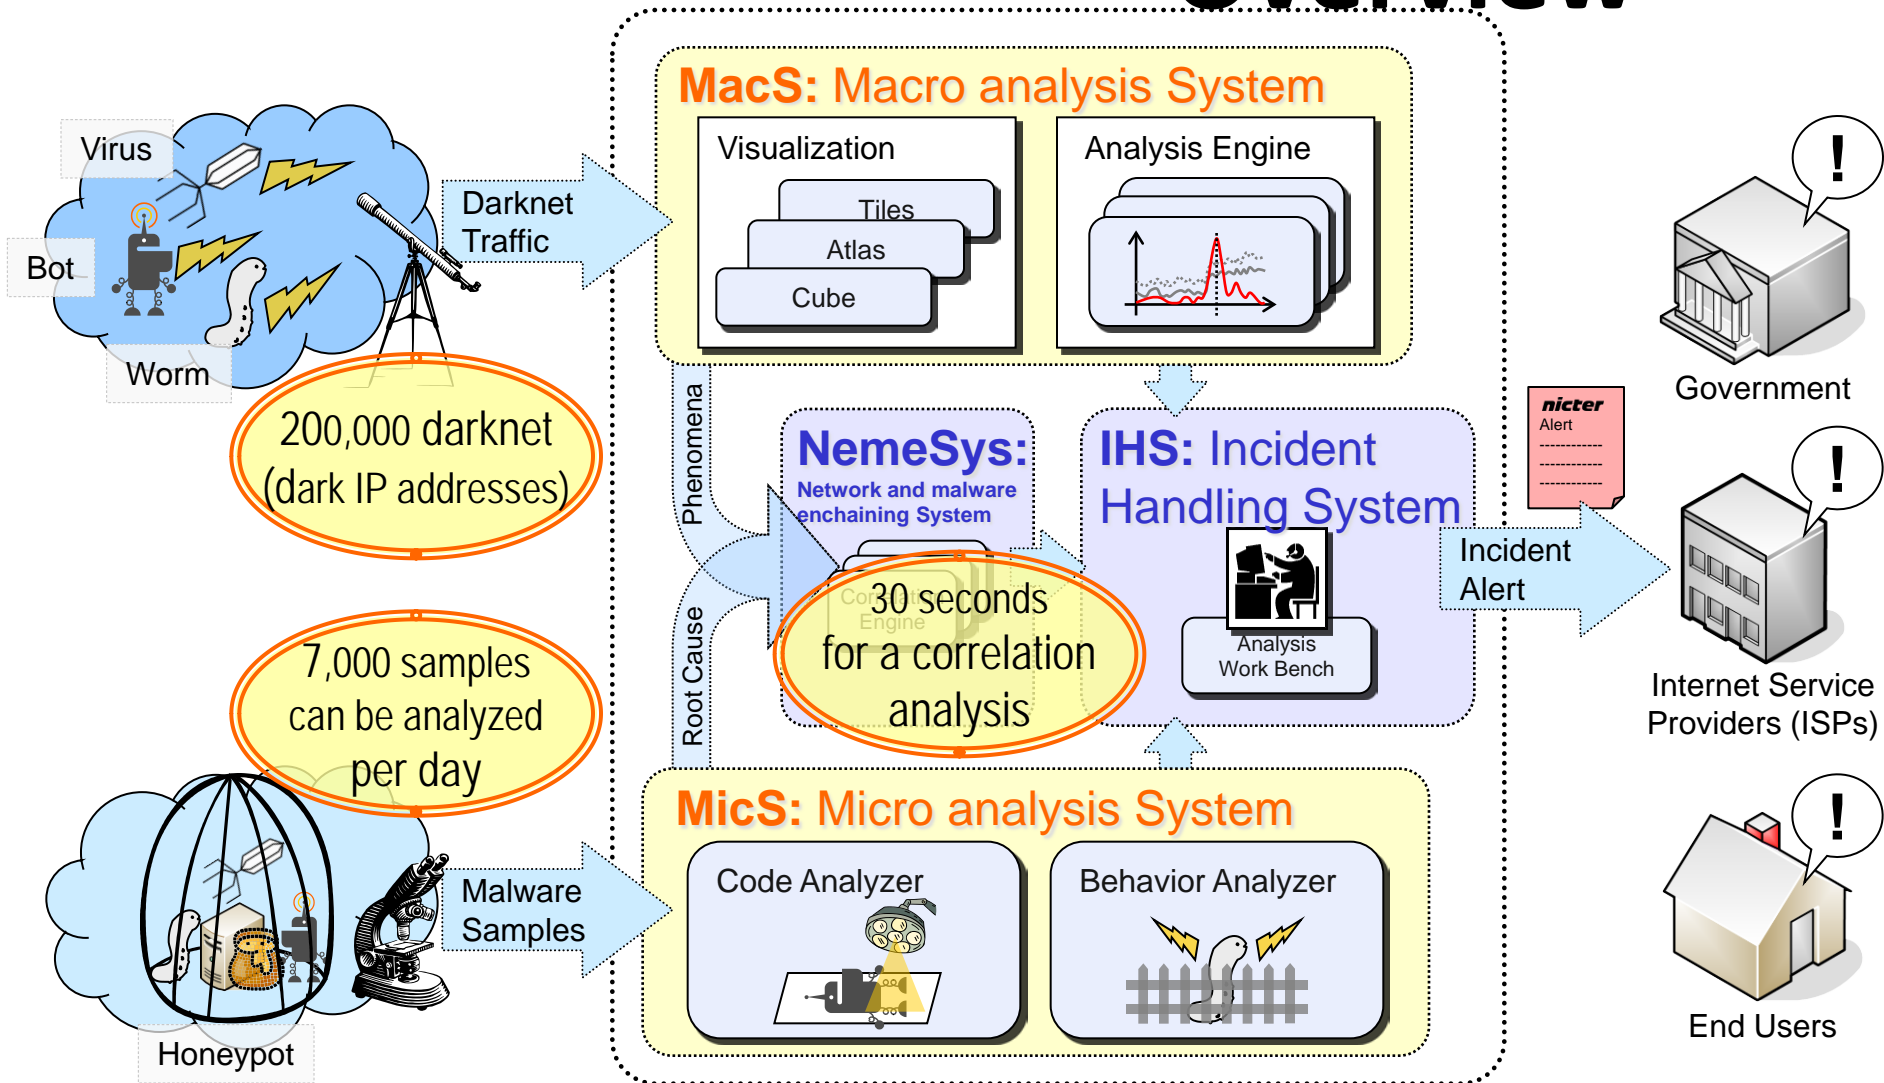 Overview
MacS: Macro analysis System
Virus
Bot
Worm
Darknet
Traffic
Visualization
Tiles
Atlas
Cube
Analysis Engine
200,000 darknet
(dark IP addresses)
Phenomena
Root Cause
NemeSys:
Network and malware
enchaining System
Correlation
Engine
30 seconds
for a correlation
analysis
IHS: Incident
Handling System
Analysis
Work Bench
nicter
Alert
------------
------------
------------
------------
Incident
Alert
Government
!
Internet Service
Providers (ISPs)
!
End Users
!
7,000 samples
can be analyzed
per day
Honeypot
Malware
Samples
MicS: Micro analysis System
Code Analyzer
Behavior Analyzer